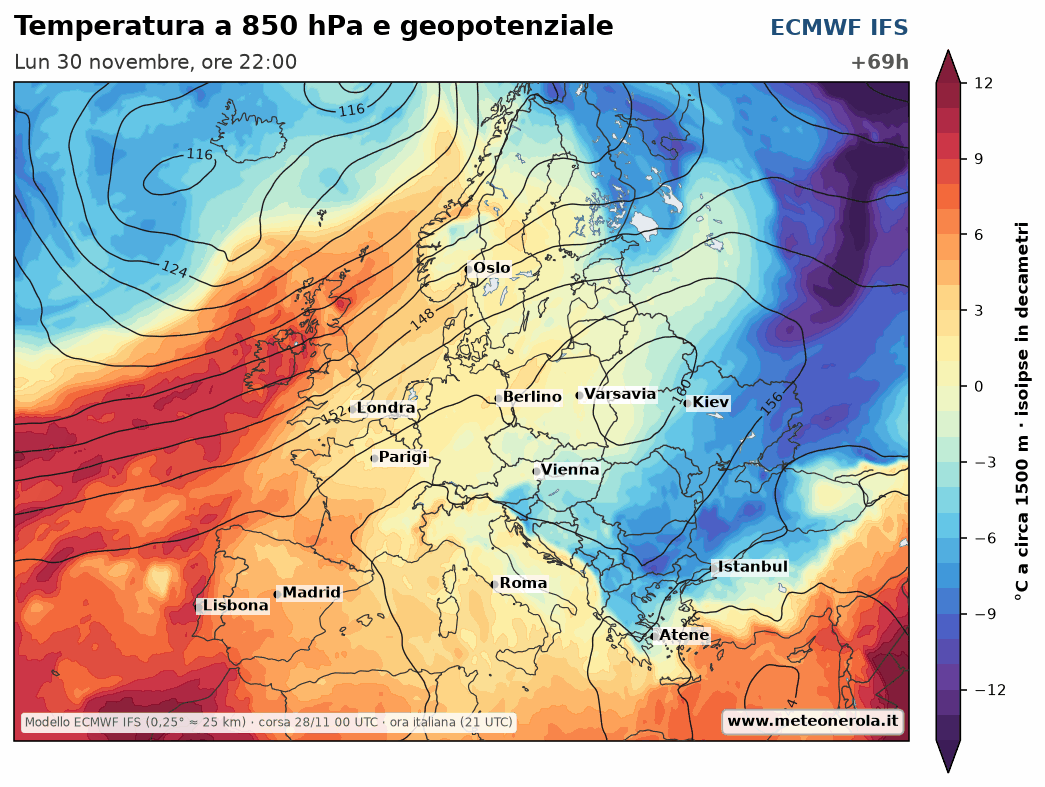 Temperatura a 850 hPa e geopotenziale
ECMWF IFS
Lun 30 novembre, ore 22:00
+69h
116
116
124
148
152
160
156
4
Oslo
Londra
Berlino
Varsavia
Kiev
Parigi
Vienna
Roma
Istanbul
Madrid
Lisbona
Atene
Modello ECMWF IFS (0,25° ≈ 25 km) · corsa 28/11 00 UTC · ora italiana (21 UTC)
www.meteonerola.it
12
9
6
3
0
−3
−6
−9
−12
°C a circa 1500 m · isoipse in decametri